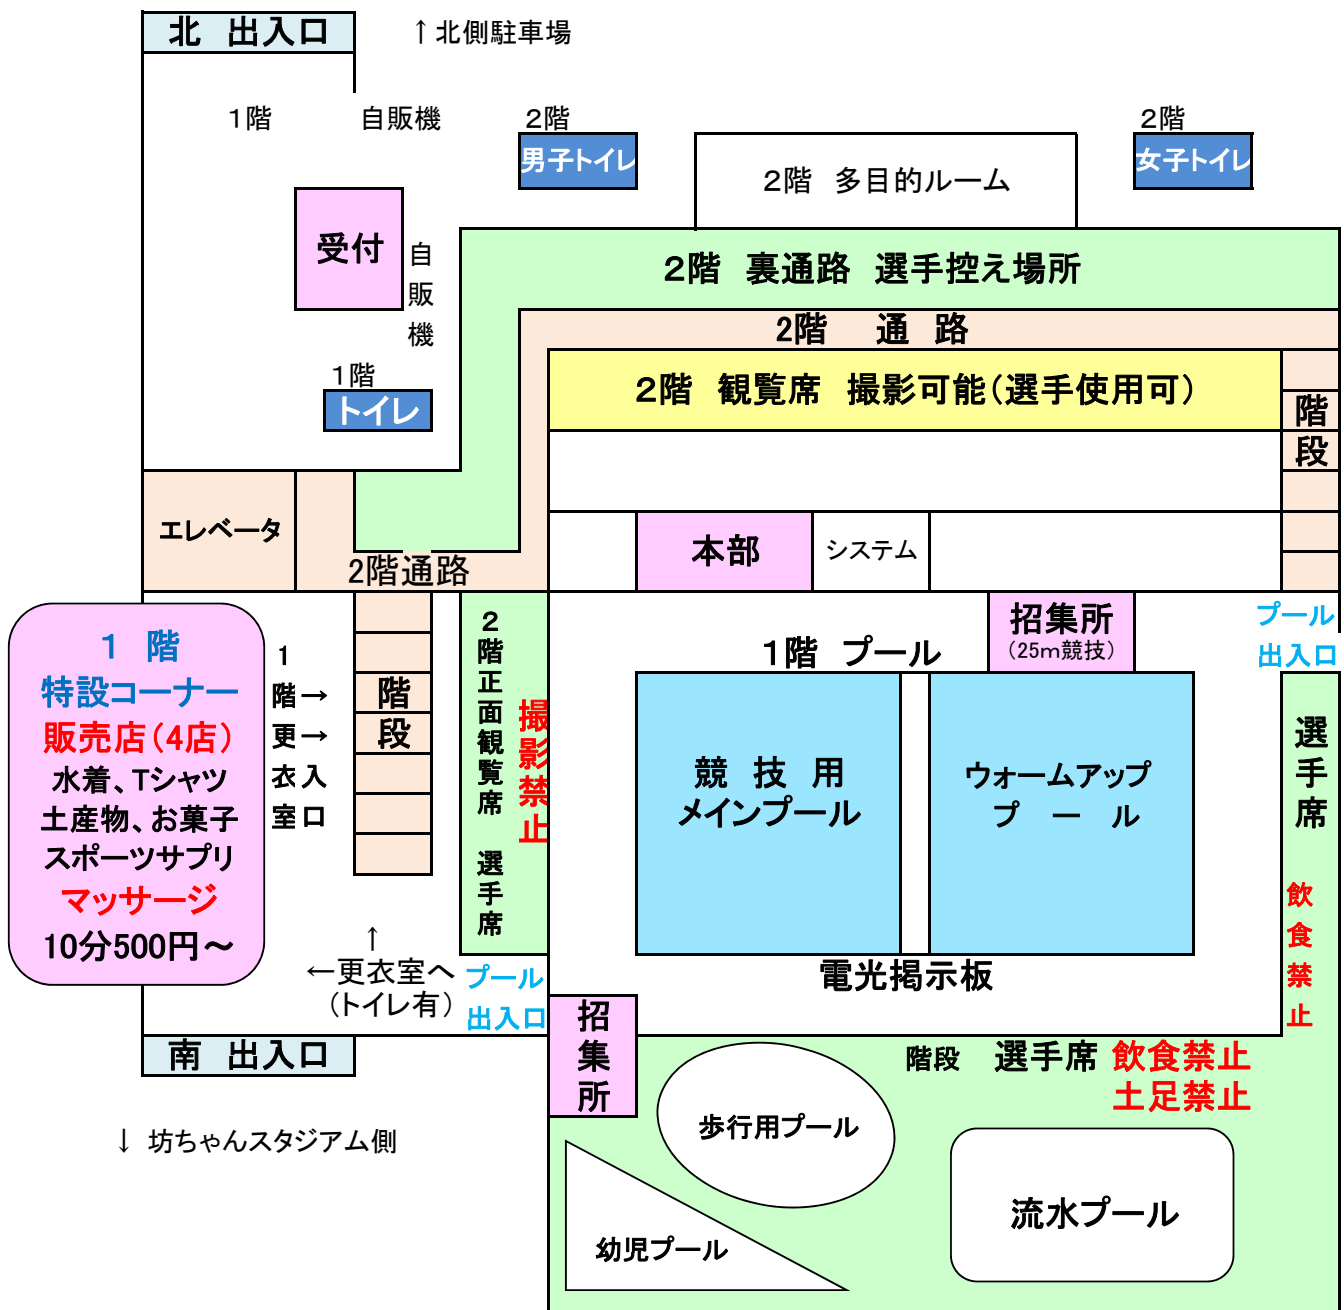 北 出入口
↑北側駐車場
１階
自販機
２階
男子トイレ
２階 多目的ルーム
２階
女子トイレ
受付
自販機
２階 裏通路 選手控え場所
2階 通 路
１階
トイレ
２階 観覧席 撮影可能(選手使用可)
階段
エレベータ
2階通路
本部
システム
招集所
(25m競技)
プール
出入口
１階 プール
１ 階
特設コーナー
販売店(4店)
水着、Tシャツ
土産物、お菓子
スポーツサプリ
マッサージ
10分500円～
１階更衣室
→→入口
階段
２階正面観覧席 選手席
撮影禁止
競 技 用
メインプール
ウォームアップ
プ ー ル
選手席
飲食禁止
電光掲示板
↑
←更衣室へ
(トイレ有)
プール
出入口
招集所
南 出入口
↓ 坊ちゃんスタジアム側
階段 選手席 飲食禁止
土足禁止
歩行用プール
幼児プール
流水プール